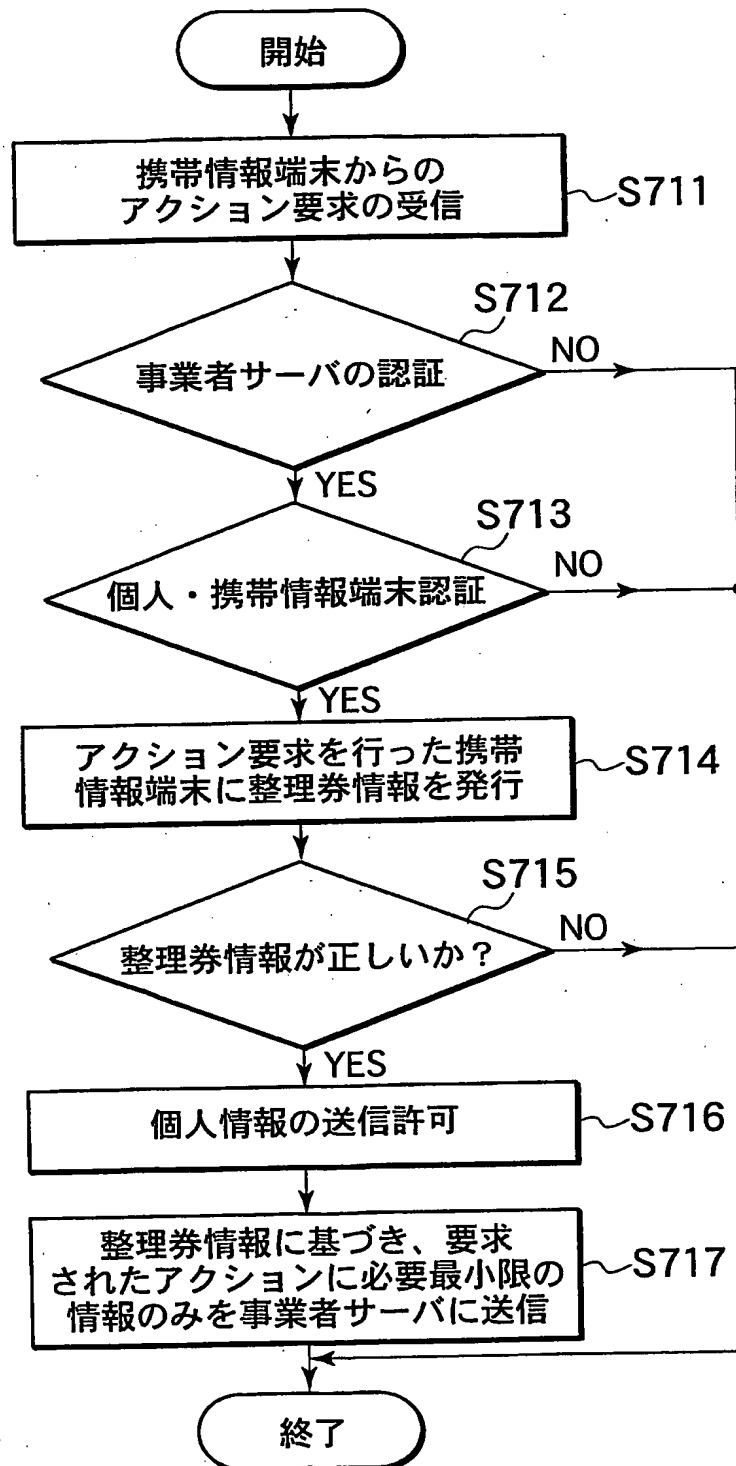 開始
携帯情報端末からの
アクション要求の受信
S711
S712
事業者サーバの認証
NO
YES
S713
個人・携帯情報端末認証
NO
YES
アクション要求を行った携帯
情報端末に整理券情報を発行
S714
S715
整理券情報が正しいか?
NO
YES
個人情報の送信許可
S716
整理券情報に基づき、要求
されたアクションに必要最小限の
情報のみを事業者サーバに送信
S717
終了